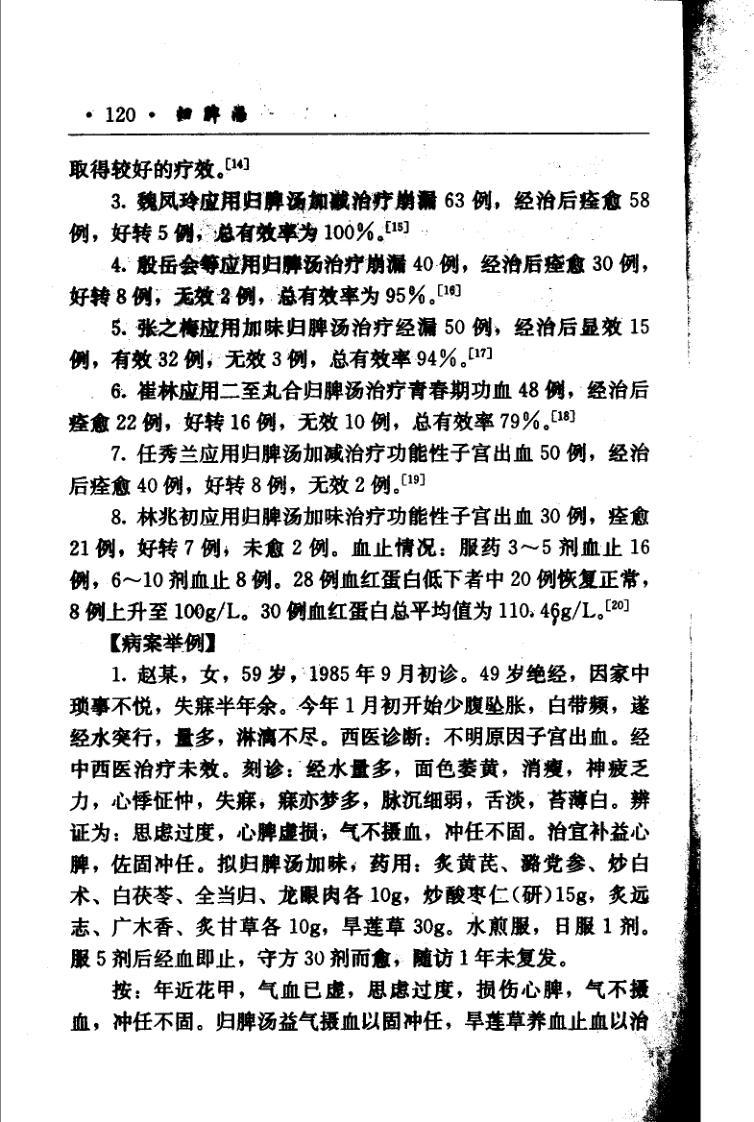 · 120 · 归脾汤
取得较好的疗效。[14]
3. 魏凤玲应用归脾汤加减治疗崩漏 63 例，经治后痊愈 58
例，好转 5 例，总有效率为 100%。[15]
4. 殷岳会等应用归脾汤治疗崩漏 40 例，经治后痊愈 30 例，
好转 8 例，无效 2 例，总有效率为 95%。[16]
5. 张之梅应用加味归脾汤治疗经漏 50 例，经治后显效 15
例，有效 32 例，无效 3 例，总有效率 94%。[17]
6. 崔林应用二至丸合归脾汤治疗青春期功血 48 例，经治后
痊愈 22 例，好转 16 例，无效 10 例，总有效率 79%。[18]
7. 任秀兰应用归脾汤加减治疗功能性子宫出血 50 例，经治
后痊愈 40 例，好转 8 例，无效 2 例。[19]
8. 林兆初应用归脾汤加味治疗功能性子宫出血 30 例，痊愈
21 例，好转 7 例，未愈 2 例。血止情况：服药 3～5 剂血止 16
例，6～10 剂血止 8 例。28 例血红蛋白低下者中 20 例恢复正常，
8 例上升至 100g/L。30 例血红蛋白总平均值为 110.46g/L。[20]
【病案举例】
1. 赵某，女，59 岁，1985 年 9 月初诊。49 岁绝经，因家中
琐事不悦，失寐半年余。今年 1 月初开始少腹坠胀，白带频，遂
经水突行，量多，淋漓不尽。西医诊断：不明原因子宫出血。经
中西医治疗未效。刻诊：经水量多，面色萎黄，消瘦，神疲乏
力，心悸怔忡，失寐，寐亦梦多，脉沉细弱，舌淡，苔薄白。辨
证为：思虑过度，心脾虚损，气不摄血，冲任不固。治宜补益心
脾，佐固冲任。拟归脾汤加味，药用：炙黄芪、潞党参、炒白
术、白茯苓、全当归、龙眼肉各 10g，炒酸枣仁(研)15g，炙远
志、广木香、炙甘草各 10g，旱莲草 30g。水煎服，日服 1 剂。
服 5 剂后经血即止，守方 30 剂而愈，随访 1 年未复发。
按：年近花甲，气血已虚，思虑过度，损伤心脾，气不摄
血，冲任不固。归脾汤益气摄血以固冲任，旱莲草养血止血以治